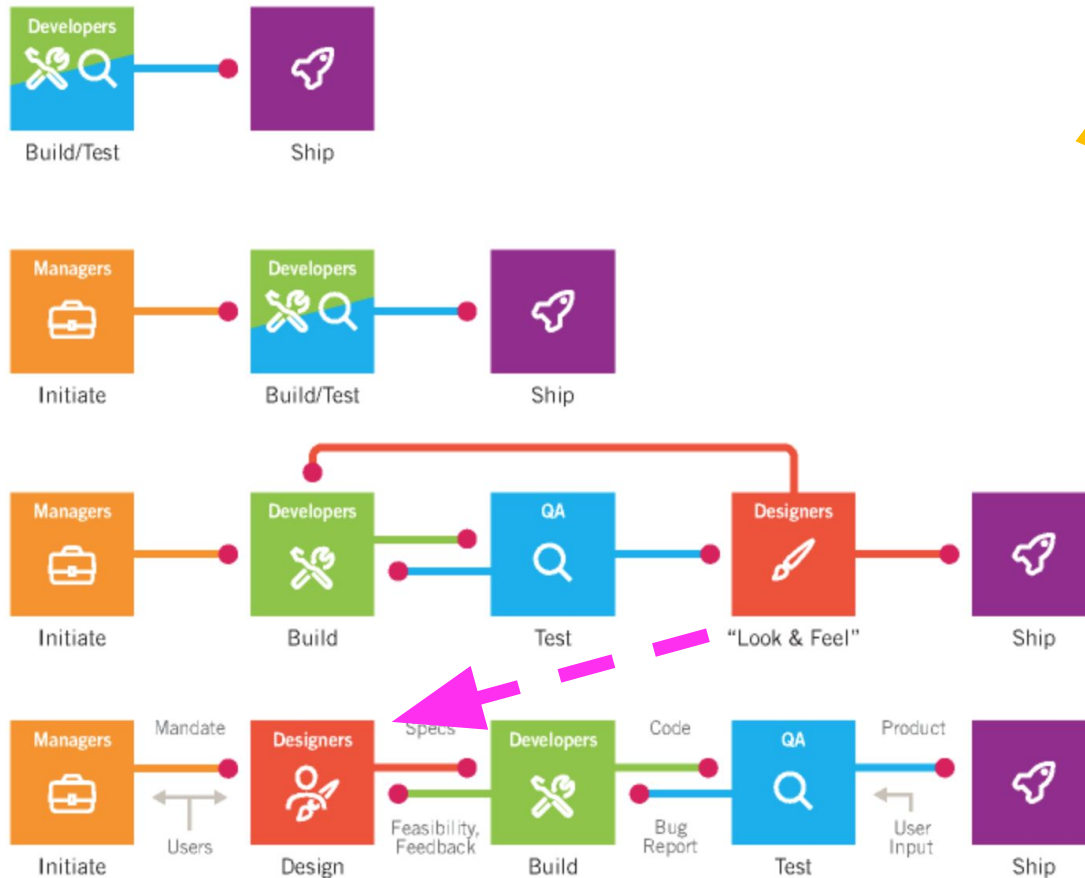 Developers
Build/Test
Ship
Managers
Developers
Initiate
Build/Test
Ship
Managers
Developers
QA
Designers
Initiate
Build
Test
“Look & Feel”
Ship
Managers
Mandate
Designers
Specs
Developers
Code
QA
Product
Users
Feasibility,
Feedback
Bug
Report
User
Input
Initiate
Design
Build
Test
Ship